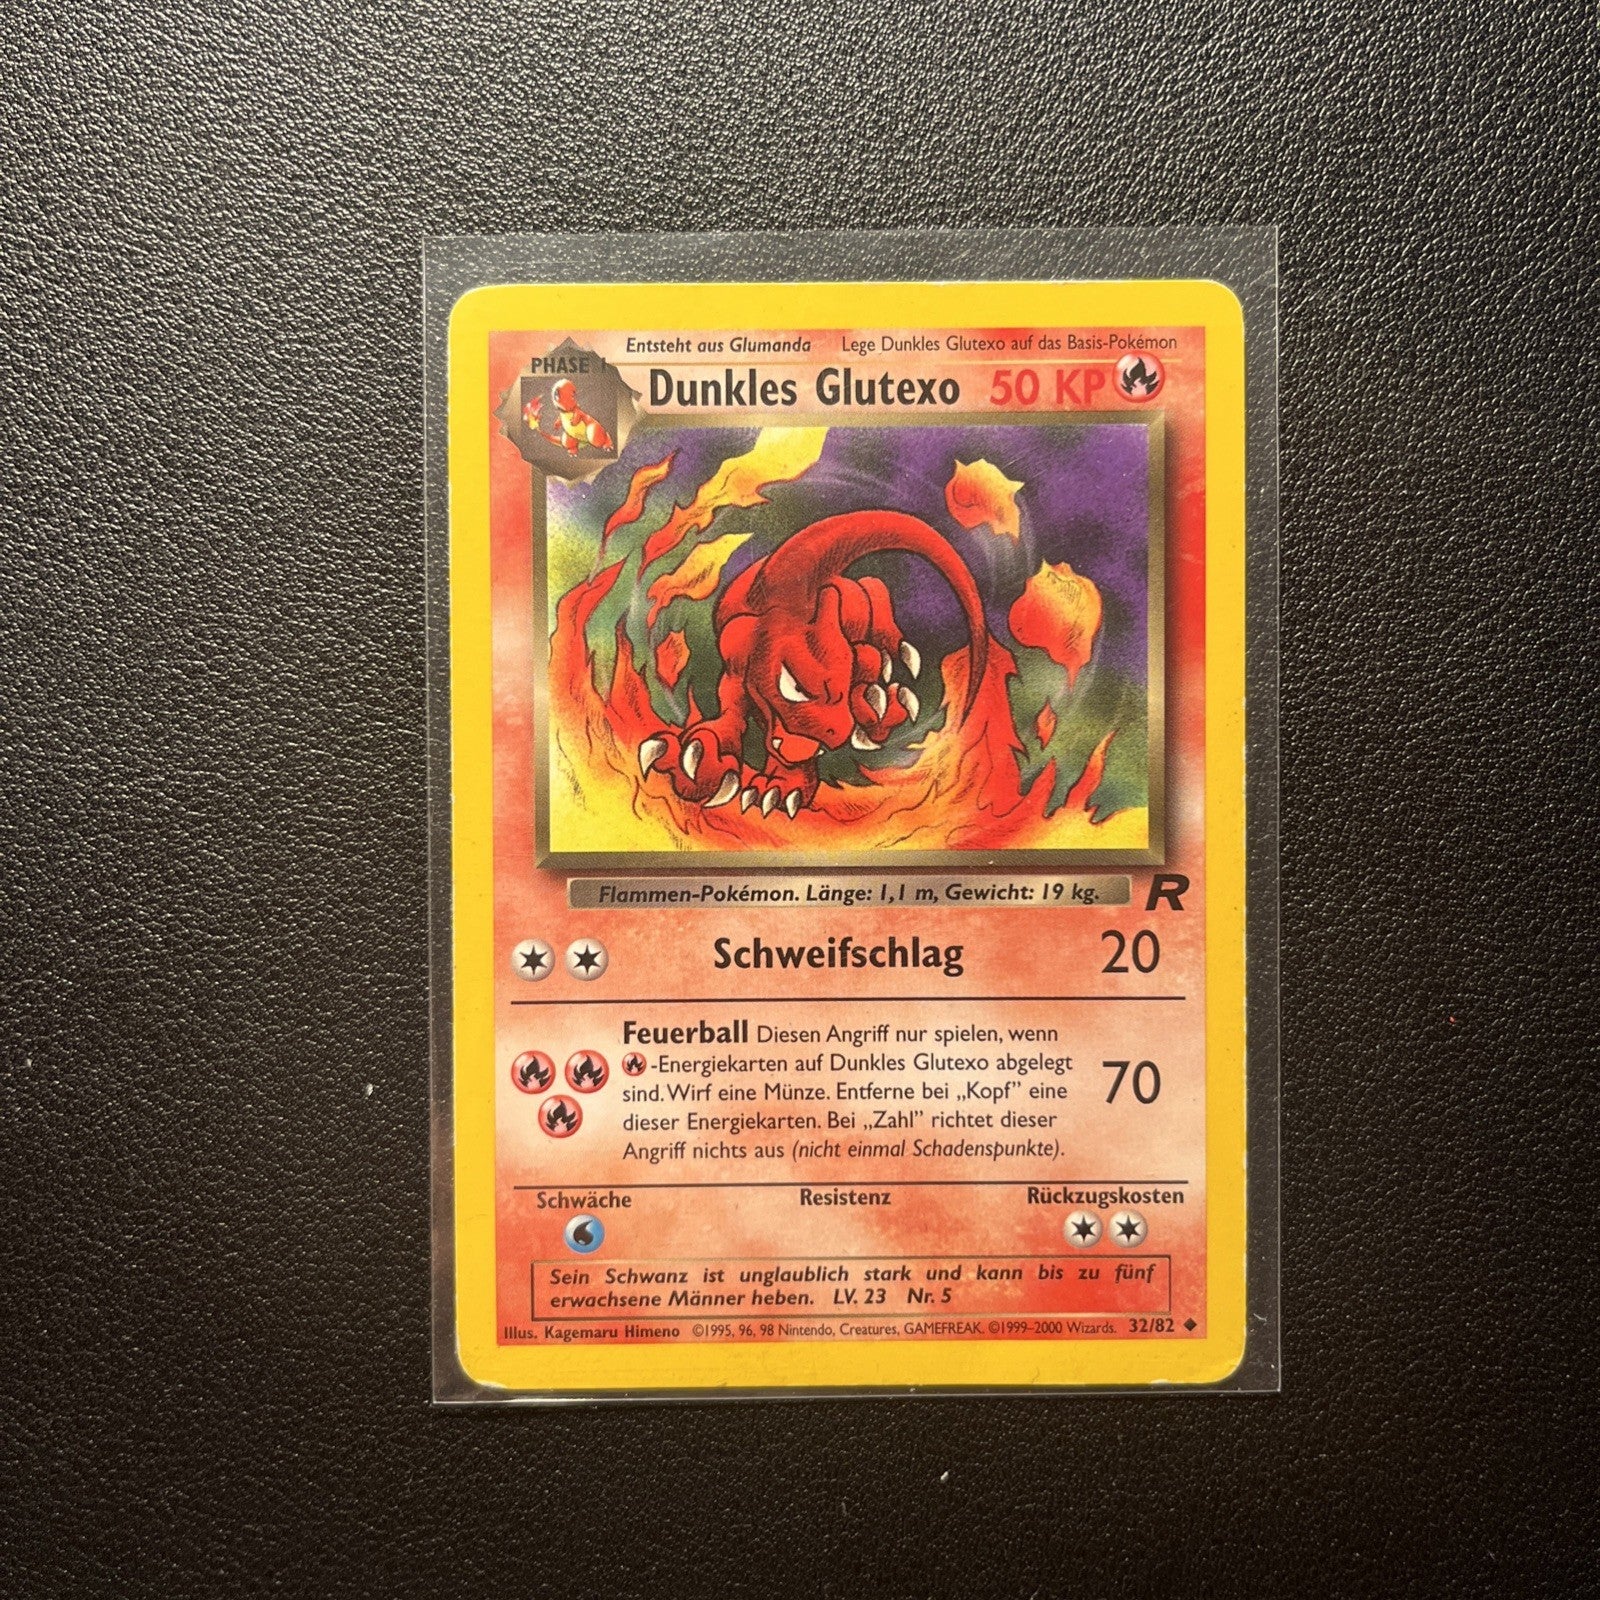 Entsteht aus Glumanda Lege Dunkles Glutexo auf das Basis-Pokémon
PHASE 1
Dunkles Glutexo 50 KP
Flammen-Pokémon. Länge: 1,1 m, Gewicht: 19 kg.
R
Schweifschlag 20
Feuerball Diesen Angriff nur spielen, wenn
-Energiekarten auf Dunkles Glutexo abgelegt
sind. Wirf eine Münze. Entferne bei „Kopf” eine
dieser Energiekarten. Bei „Zahl” richtet dieser
Angriff nichts aus (nicht einmal Schadenspunkte).
70
Schwäche Resistenz Rückzugskosten
Sein Schwanz ist unglaublich stark und kann bis zu fünf
erwachsene Männer heben. LV. 23 Nr. 5
Illus. Kagemaru Himeno ©1995, 96, 98 Nintendo, Creatures, GAMEFREAK. ©1999–2000 Wizards. 32/82